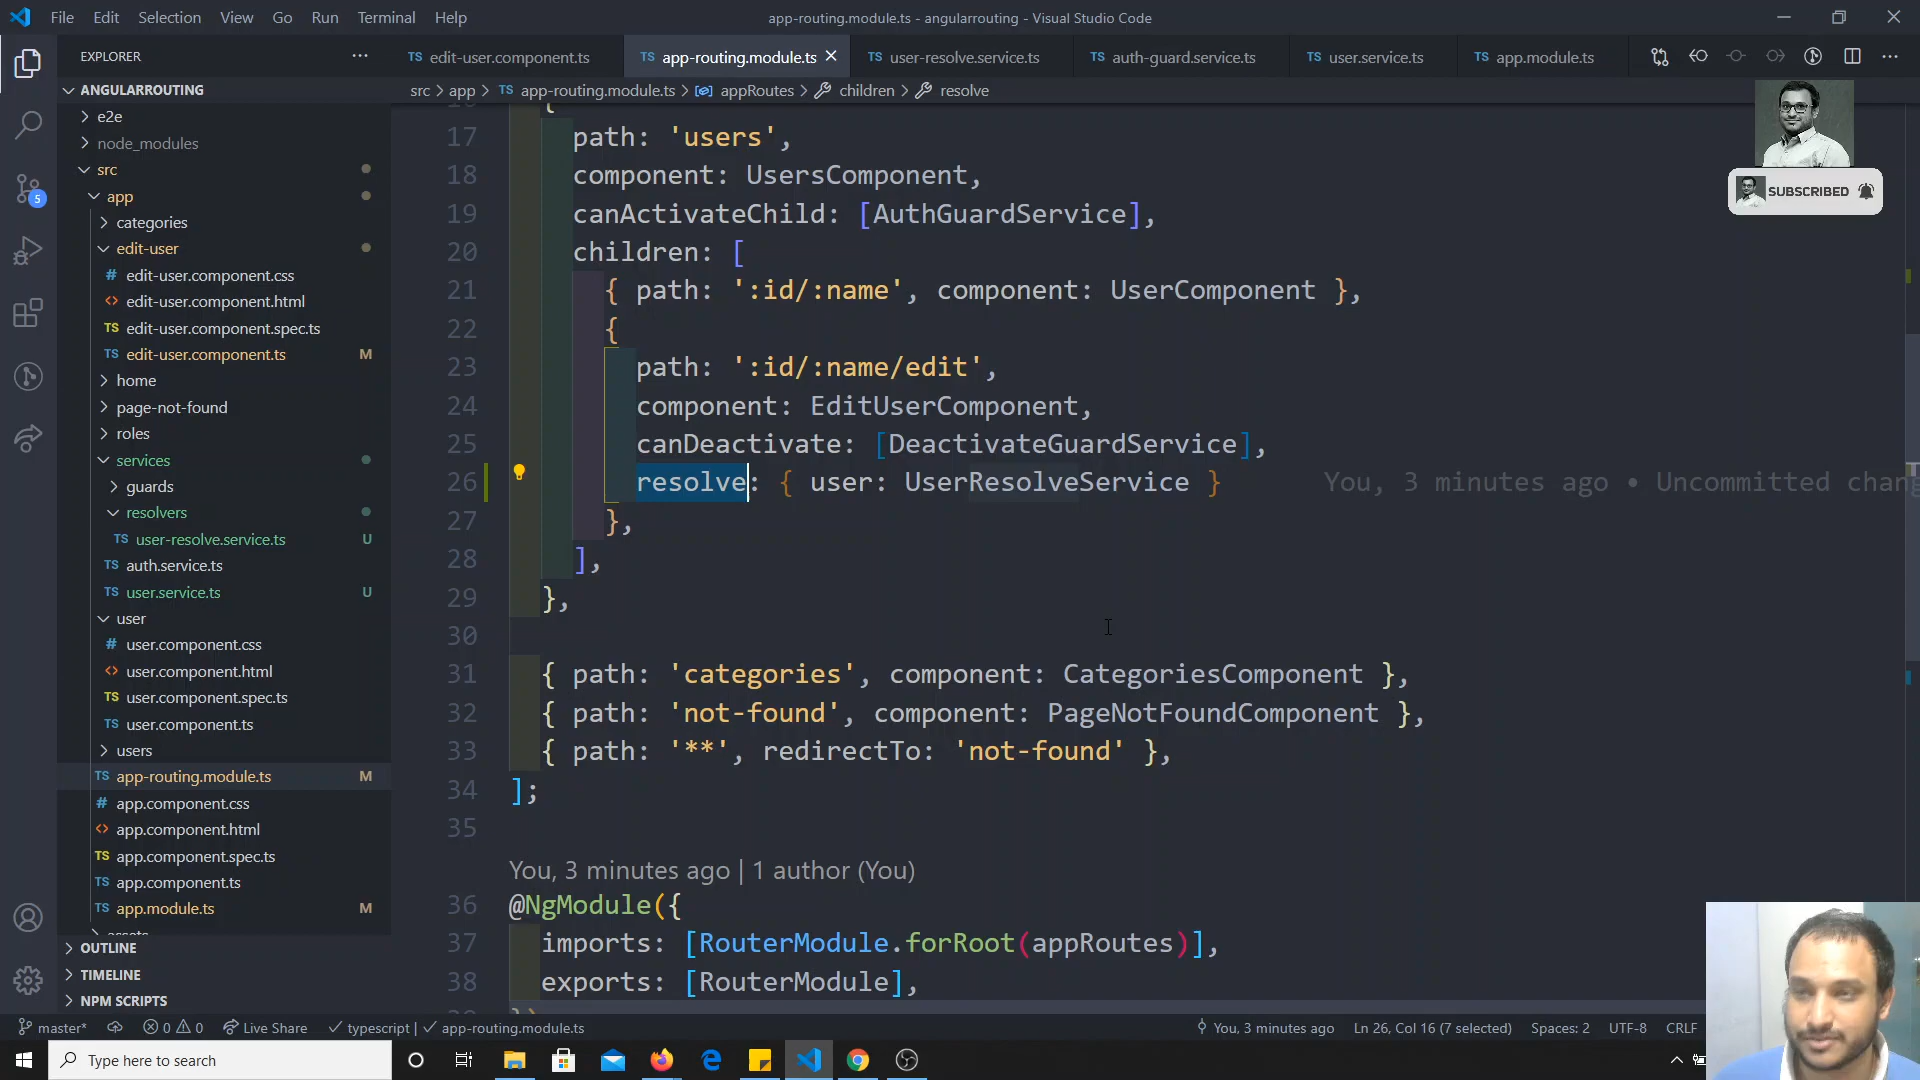 File Edit Selection View Go Run Terminal Help
app-routing.module.ts - angularrouting - Visual Studio Code
EXPLORER
TS edit-user.component.ts
TS app-routing.module.ts
TS user-resolve.service.ts
TS auth-guard.service.ts
TS user.service.ts
TS app.module.ts
ANGULARROUTING
src > app > TS app-routing.module.ts > appRoutes > children > resolve
e2e
node_modules
src
app
categories
edit-user
# edit-user.component.css
<> edit-user.component.html
TS edit-user.component.spec.ts
TS edit-user.component.ts M
home
page-not-found
roles
services
guards
resolvers
TS user-resolve.service.ts U
TS auth.service.ts
TS user.service.ts U
user
# user.component.css
<> user.component.html
TS user.component.spec.ts
TS user.component.ts
users
TS app-routing.module.ts M
# app.component.css
<> app.component.html
TS app.component.spec.ts
TS app.component.ts
TS app.module.ts M
assets
OUTLINE
TIMELINE
NPM SCRIPTS
5
17 path: 'users',
18 component: UsersComponent,
19 canActivateChild: [AuthGuardService],
20 children: [
21 { path: ':id/:name', component: UserComponent },
22 {
23 path: ':id/:name/edit',
24 component: EditUserComponent,
25 canDeactivate: [DeactivateGuardService],
26 resolve: { user: UserResolveService } You, 3 minutes ago • Uncommitted chang
27 },
28 ],
29 },
30
31 { path: 'categories', component: CategoriesComponent },
32 { path: 'not-found', component: PageNotFoundComponent },
33 { path: '**', redirectTo: 'not-found' },
34 ];
35
You, 3 minutes ago | 1 author (You)
36 @NgModule({
37 imports: [RouterModule.forRoot(appRoutes)],
38 exports: [RouterModule],
SUBSCRIBED
master* 0 0 Live Share typescript | app-routing.module.ts
You, 3 minutes ago Ln 26, Col 16 (7 selected) Spaces: 2 UTF-8 CRLF
Type here to search